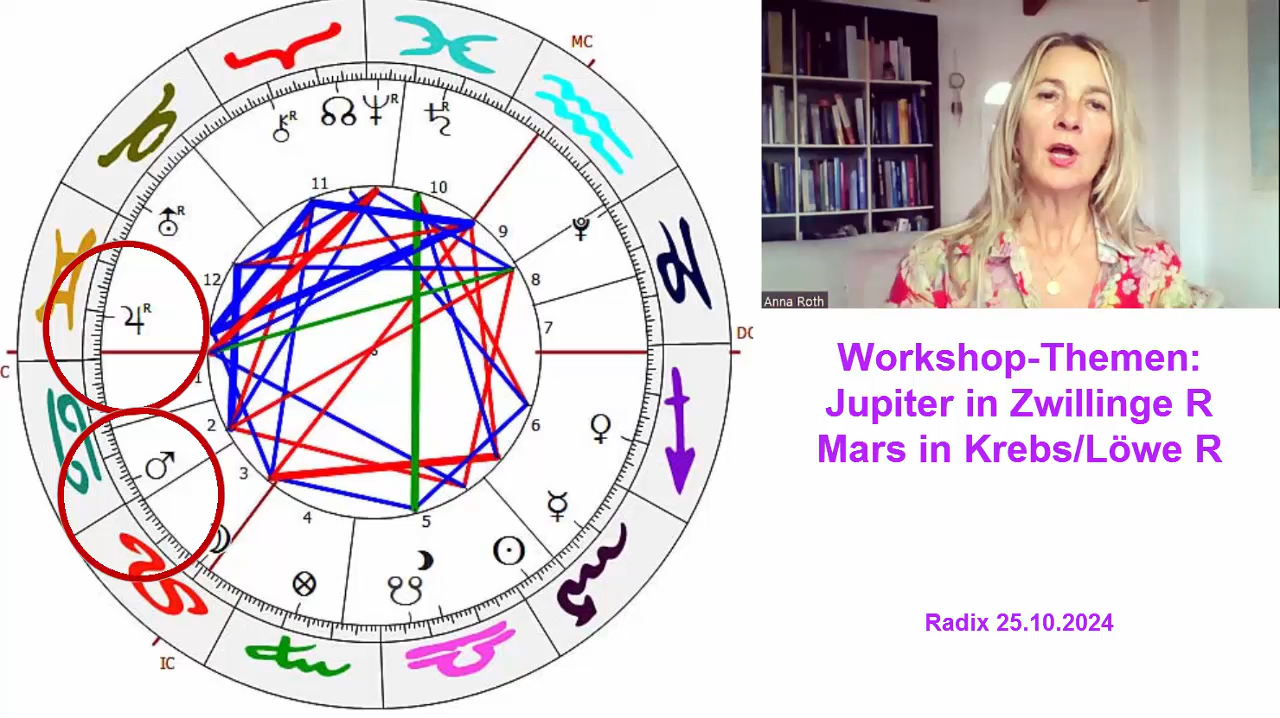 MC
R
R
R
R
R
11
10
9
12
8
7
DC
C
1
2
6
3
4
5
IC
Anna Roth
Workshop-Themen:
Jupiter in Zwillinge R
Mars in Krebs/Löwe R
Radix 25.10.2024